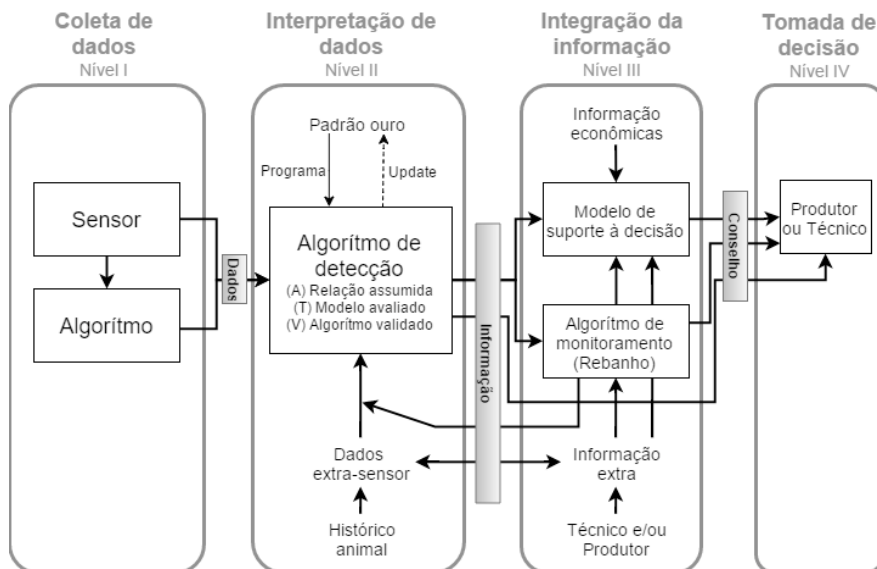 Coleta de
dados
Nível I
Interpretação de
dados
Nível II
Integração da
informação
Nível III
Tomada de
decisão
Nível IV
Sensor
Algorítmo
Dados
Padrão ouro
Programa
Update
Algorítmo de
detecção
(A) Relação assumida
(T) Modelo avaliado
(V) Algorítmo validado
Dados
extra-sensor
Histórico
animal
Informação
Informação
econômicas
Modelo de
suporte à decisão
Algorítmo de
monitoramento
(Rebanho)
Informação
extra
Técnico e/ou
Produtor
Conselho
Produtor
ou Técnico